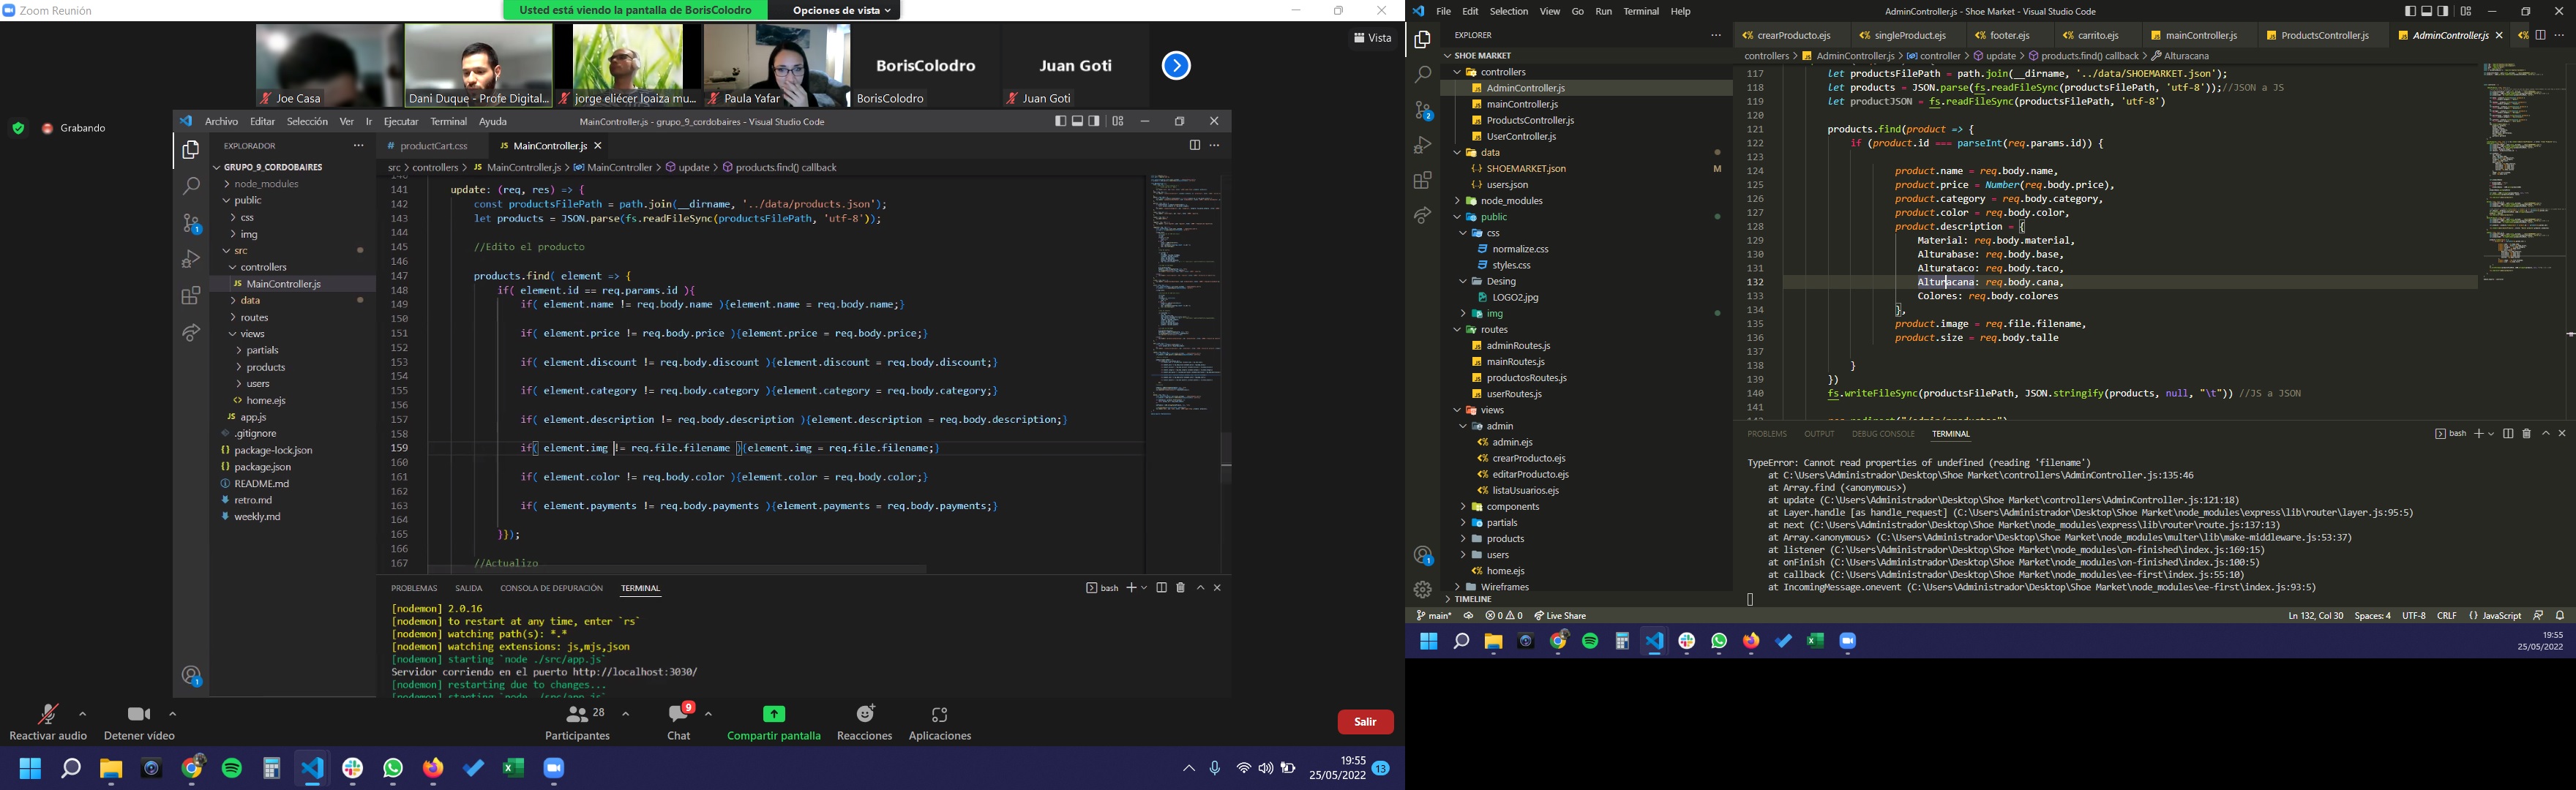 Zoom Reunión
Usted está viendo la pantalla de BorisColodro
Opciones de vista
Vista
Joe Casa
Dani Duque - Profe Digital...
jorge eliécer loaiza mu...
Paula Yafar
BorisColodro
BorisColodro
Juan Goti
Juan Goti
Grabando
Archivo Editar Selección Ver Ir Ejecutar Terminal Ayuda
MainController.js - grupo_9_cordobaires - Visual Studio Code
EXPLORADOR
GRUPO_9_CORDOBAIRES
node_modules
public
css
img
src
controllers
JS MainController.js
data
routes
views
partials
products
users
home.ejs
JS app.js
.gitignore
package-lock.json
package.json
README.md
retro.md
weekly.md
# productCart.css
JS MainController.js
src > controllers > JS MainController.js > MainController > update > products.find() callback
141 update: (req, res) => {
142 const productsFilePath = path.join(__dirname, '../data/products.json');
143 let products = JSON.parse(fs.readFileSync(productsFilePath, 'utf-8'));
144
145 //Edito el producto
146
147 products.find( element => {
148 if( element.id == req.params.id ){
149 if( element.name != req.body.name ){element.name = req.body.name;}
150
151 if( element.price != req.body.price ){element.price = req.body.price;}
152
153 if( element.discount != req.body.discount ){element.discount = req.body.discount;}
154
155 if( element.category != req.body.category ){element.category = req.body.category;}
156
157 if( element.description != req.body.description ){element.description = req.body.description;}
158
159 if( element.img != req.file.filename ){element.img = req.file.filename;}
160
161 if( element.color != req.body.color ){element.color = req.body.color;}
162
163 if( element.payments != req.body.payments ){element.payments = req.body.payments;}
164
165 }});
166
167 //Actualizo
PROBLEMAS SALIDA CONSOLA DE DEPURACIÓN TERMINAL
bash
[nodemon] 2.0.16
[nodemon] to restart at any time, enter `rs`
[nodemon] watching path(s): *.*
[nodemon] watching extensions: js,mjs,json
[nodemon] starting `node ./src/app.js`
Servidor corriendo en el puerto http://localhost:3030/
[nodemon] restarting due to changes...
[nodemon] starting `node ./src/app.js`
Reactivar audio
Detener vídeo
28
Participantes
9
Chat
Compartir pantalla
Reacciones
Aplicaciones
Salir
19:55
25/05/2022
13
File Edit Selection View Go Run Terminal Help
AdminController.js - Shoe Market - Visual Studio Code
EXPLORER
SHOE MARKET
controllers
AdminController.js
mainController.js
ProductsController.js
UserController.js
data
SHOEMARKET.json M
users.json
node_modules
public
css
normalize.css
styles.css
Desing
LOGO2.jpg
img
routes
adminRoutes.js
mainRoutes.js
productosRoutes.js
userRoutes.js
views
admin
admin.ejs
crearProducto.ejs
editarProducto.ejs
listaUsuarios.ejs
components
partials
products
users
home.ejs
Wireframes
TIMELINE
crearProducto.ejs
singleProduct.ejs
footer.ejs
carrito.ejs
mainController.js
ProductsController.js
AdminController.js
controllers > AdminController.js > controller > update > products.find() callback > Alturacana
117 let productsFilePath = path.join(__dirname, '../data/SHOEMARKET.json');
118 let products = JSON.parse(fs.readFileSync(productsFilePath, 'utf-8'));//JSON a JS
119 let productJSON = fs.readFileSync(productsFilePath, 'utf-8')
120
121 products.find(product => {
122 if (product.id === parseInt(req.params.id)) {
123
124 product.name = req.body.name,
125 product.price = Number(req.body.price),
126 product.category = req.body.category,
127 product.color = req.body.color,
128 product.description = {
129 Material: req.body.material,
130 Alturabase: req.body.base,
131 Alturataco: req.body.taco,
132 Alturacana: req.body.cana,
133 Colores: req.body.colores
134 },
135 product.image = req.file.filename,
136 product.size = req.body.talle
137
138 }
139 })
140 fs.writeFileSync(productsFilePath, JSON.stringify(products, null, "\t")) //JS a JSON
141
PROBLEMS OUTPUT DEBUG CONSOLE TERMINAL
bash
TypeError: Cannot read properties of undefined (reading 'filename')
at C:\Users\Administrador\Desktop\Shoe Market\controllers\AdminController.js:135:46
at Array.find (<anonymous>)
at update (C:\Users\Administrador\Desktop\Shoe Market\controllers\AdminController.js:121:18)
at Layer.handle [as handle_request] (C:\Users\Administrador\Desktop\Shoe Market\node_modules\express\lib\router\layer.js:95:5)
at next (C:\Users\Administrador\Desktop\Shoe Market\node_modules\express\lib\router\route.js:137:13)
at Array.<anonymous> (C:\Users\Administrador\Desktop\Shoe Market\node_modules\multer\lib\make-middleware.js:53:37)
at listener (C:\Users\Administrador\Desktop\Shoe Market\node_modules\on-finished\index.js:169:15)
at onFinish (C:\Users\Administrador\Desktop\Shoe Market\node_modules\on-finished\index.js:100:5)
at callback (C:\Users\Administrador\Desktop\Shoe Market\node_modules\ee-first\index.js:55:10)
at IncomingMessage.onevent (C:\Users\Administrador\Desktop\Shoe Market\node_modules\ee-first\index.js:93:5)
main* 0 0 Live Share
Ln 132, Col 30 Spaces: 4 UTF-8 CRLF JavaScript
19:55
25/05/2022